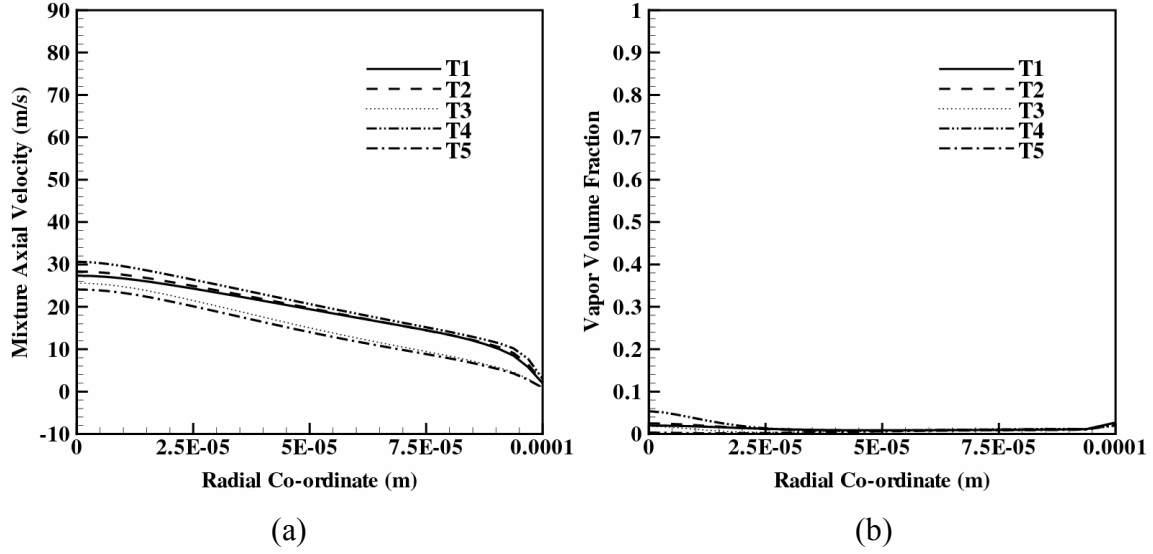 90
80
70
60
50
40
30
20
10
0
-10
Mixture Axial Velocity (m/s)
T1
T2
T3
T4
T5
0
2.5E-05
5E-05
7.5E-05
0.0001
Radial Co-ordinate (m)
(a)
1
0.9
0.8
0.7
0.6
0.5
0.4
0.3
0.2
0.1
0
Vapor Volume Fraction
T1
T2
T3
T4
T5
0
2.5E-05
5E-05
7.5E-05
0.0001
Radial Co-ordinate (m)
(b)